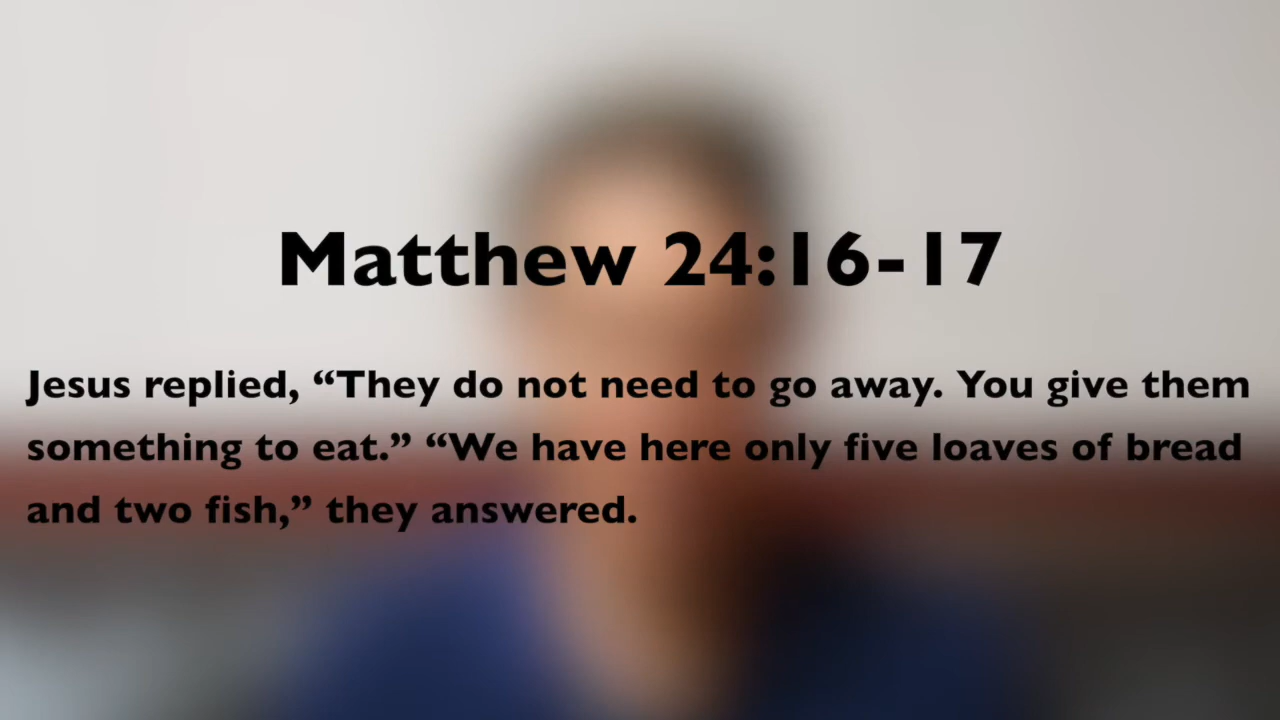 Matthew 24:16-17
Jesus replied, “They do not need to go away. You give them
something to eat.” “We have here only five loaves of bread
and two fish,” they answered.